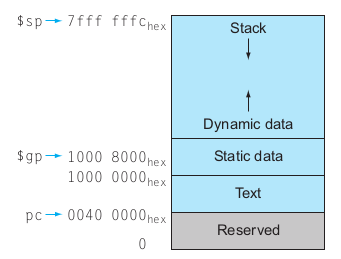 $sp → 7fff fffc hex
Stack
Dynamic data
$gp → 1000 8000 hex
Static data
1000 0000 hex
Text
pc → 0040 0000 hex
Reserved
0